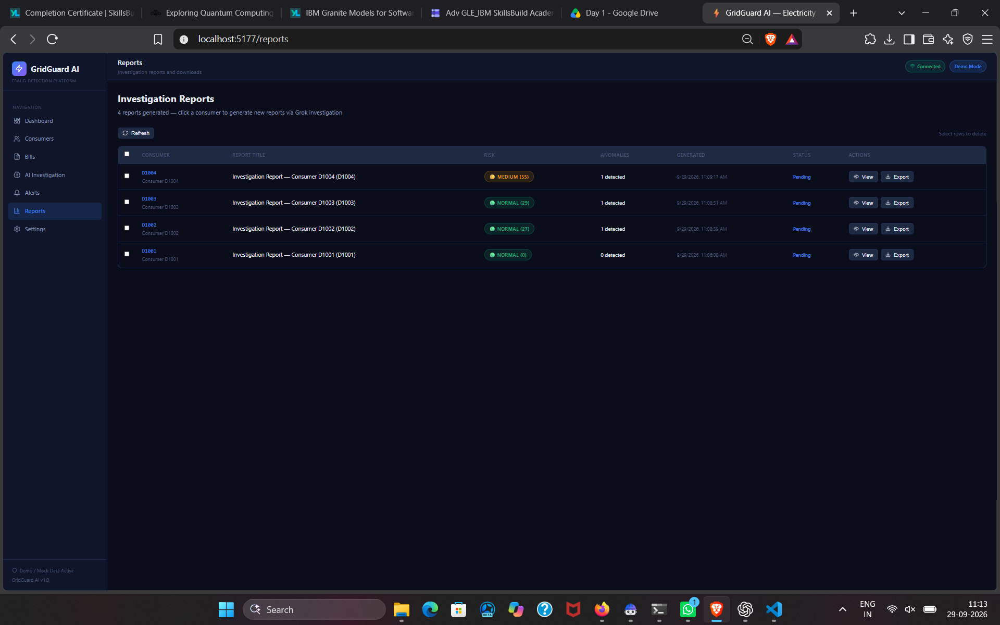 Completion Certificate | SkillsBu
Exploring Quantum Computing
IBM Granite Models for Softwar
Adv GLE_IBM SkillsBuild Acader
Day 1 - Google Drive
GridGuard AI — Electricity
localhost:5177/reports
GridGuard AI
FRAUD DETECTION PLATFORM
Reports
Investigation reports and downloads
Connected
Demo Mode
NAVIGATION
Dashboard
Consumers
Bills
AI Investigation
Alerts
Reports
Settings
Investigation Reports
4 reports generated — click a consumer to generate new reports via Grok investigation
Refresh
Select rows to delete
CONSUMER REPORT TITLE RISK ANOMALIES GENERATED STATUS ACTIONS
D1004
Consumer D1004
Investigation Report — Consumer D1004 (D1004) MEDIUM (55) 1 detected 9/29/2026, 11:09:17 AM Pending View Export
D1003
Consumer D1003
Investigation Report — Consumer D1003 (D1003) NORMAL (29) 1 detected 9/29/2026, 11:08:51 AM Pending View Export
D1002
Consumer D1002
Investigation Report — Consumer D1002 (D1002) NORMAL (27) 1 detected 9/29/2026, 11:08:39 AM Pending View Export
D1001
Consumer D1001
Investigation Report — Consumer D1001 (D1001) NORMAL (0) 0 detected 9/29/2026, 11:06:08 AM Pending View Export
Demo / Mock Data Active
GridGuard AI v1.0
Search
BETA
1
ENG
IN
11:13
29-09-2026